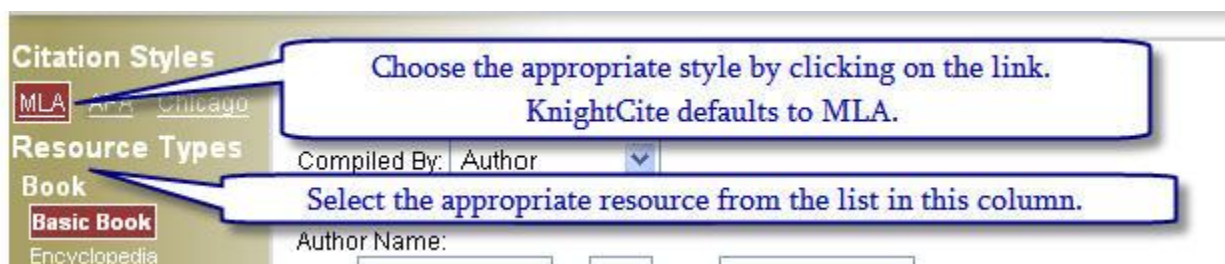 Citation Styles
Choose the appropriate style by clicking on the link.
KnightCite defaults to MLA.
MLA APA Chicago
Resource Types
Compiled By: Author
Book
Select the appropriate resource from the list in this column.
Basic Book
Author Name:
Encyclopedia